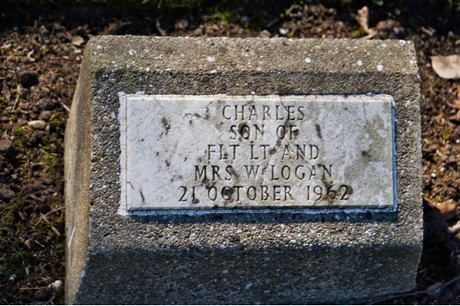 CHARLES
SON OF
FLT LT AND
MRS W LOGAN
21 OCTOBER 1962